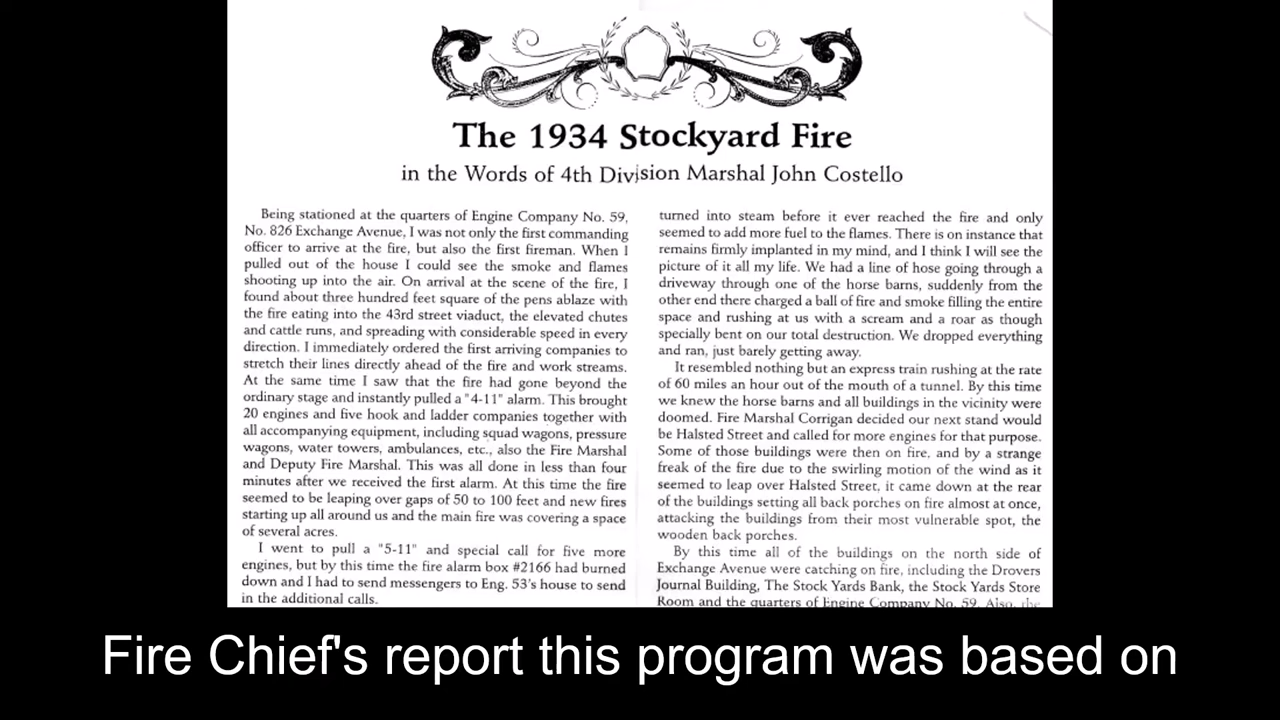 The 1934 Stockyard Fire
in the Words of 4th Division Marshal John Costello
Being stationed at the quarters of Engine Company No. 59,
No. 826 Exchange Avenue, I was not only the first commanding
officer to arrive at the fire, but also the first fireman. When I
pulled out of the house I could see the smoke and flames
shooting up into the air. On arrival at the scene of the fire, I
found about three hundred feet square of the pens ablaze with
the fire eating into the 43rd street viaduct, the elevated chutes
and cattle runs, and spreading with considerable speed in every
direction. I immediately ordered the first arriving companies to
stretch their lines directly ahead of the fire and work streams.
At the same time I saw that the fire had gone beyond the
ordinary stage and instantly pulled a "4-11" alarm. This brought
20 engines and five hook and ladder companies together with
all accompanying equipment, including squad wagons, pressure
wagons, water towers, ambulances, etc., also the Fire Marshal
and Deputy Fire Marshal. This was all done in less than four
minutes after we received the first alarm. At this time the fire
seemed to be leaping over gaps of 50 to 100 feet and new fires
starting up all around us and the main fire was covering a space
of several acres.
I went to pull a "5-11" and special call for five more
engines, but by this time the fire alarm box #2166 had burned
down and I had to send messengers to Eng. 53's house to send
in the additional calls.
turned into steam before it ever reached the fire and only
seemed to add more fuel to the flames. There is on instance that
remains firmly implanted in my mind, and I think I will see the
picture of it all my life. We had a line of hose going through a
driveway through one of the horse barns, suddenly from the
other end there charged a ball of fire and smoke filling the entire
space and rushing at us with a scream and a roar as though
specially bent on our total destruction. We dropped everything
and ran, just barely getting away.
It resembled nothing but an express train rushing at the rate
of 60 miles an hour out of the mouth of a tunnel. By this time
we knew the horse barns and all buildings in the vicinity were
doomed. Fire Marshal Corrigan decided our next stand would
be Halsted Street and called for more engines for that purpose.
Some of those buildings were then on fire, and by a strange
freak of the fire due to the swirling motion of the wind as it
seemed to leap over Halsted Street, it came down at the rear
of the buildings setting all back porches on fire almost at once,
attacking the buildings from their most vulnerable spot, the
wooden back porches.
By this time all of the buildings on the north side of
Exchange Avenue were catching on fire, including the Drovers
Journal Building, The Stock Yards Bank, the Stock Yards Store
Room and the quarters of Engine Company No. 59. Also, the
Fire Chief's report this program was based on